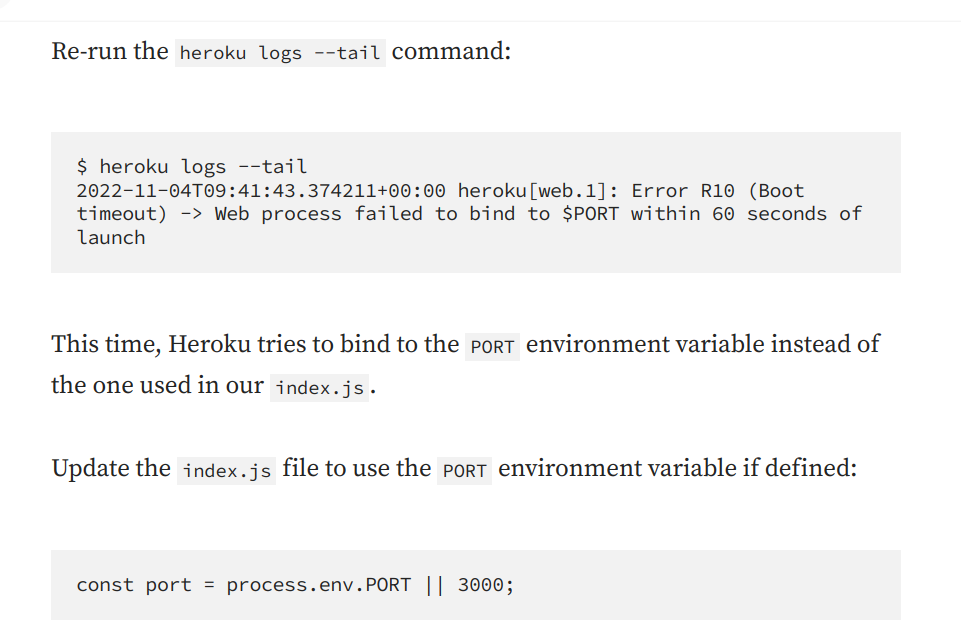 Re-run the heroku logs --tail command:
$ heroku logs --tail
2022-11-04T09:41:43.374211+00:00 heroku[web.1]: Error R10 (Boot
timeout) -> Web process failed to bind to $PORT within 60 seconds of
launch
This time, Heroku tries to bind to the PORT environment variable instead of
the one used in our index.js.
Update the index.js file to use the PORT environment variable if defined:
const port = process.env.PORT || 3000;